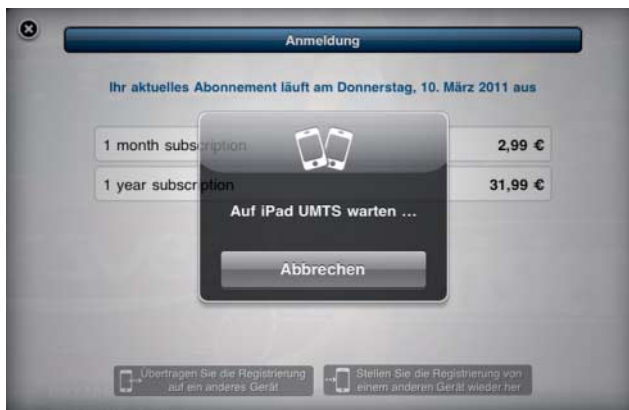 Anmeldung
Ihr aktuelles Abonnement läuft am Donnerstag, 10. März 2011 aus
1 month subscription 2,99 €
1 year subscription 31,99 €
Auf iPad UMTS warten ...
Abbrechen
Übertragen Sie die Registrierung
auf ein anderes Gerät
Stellen Sie die Registrierung von
einem anderen Gerät wieder her